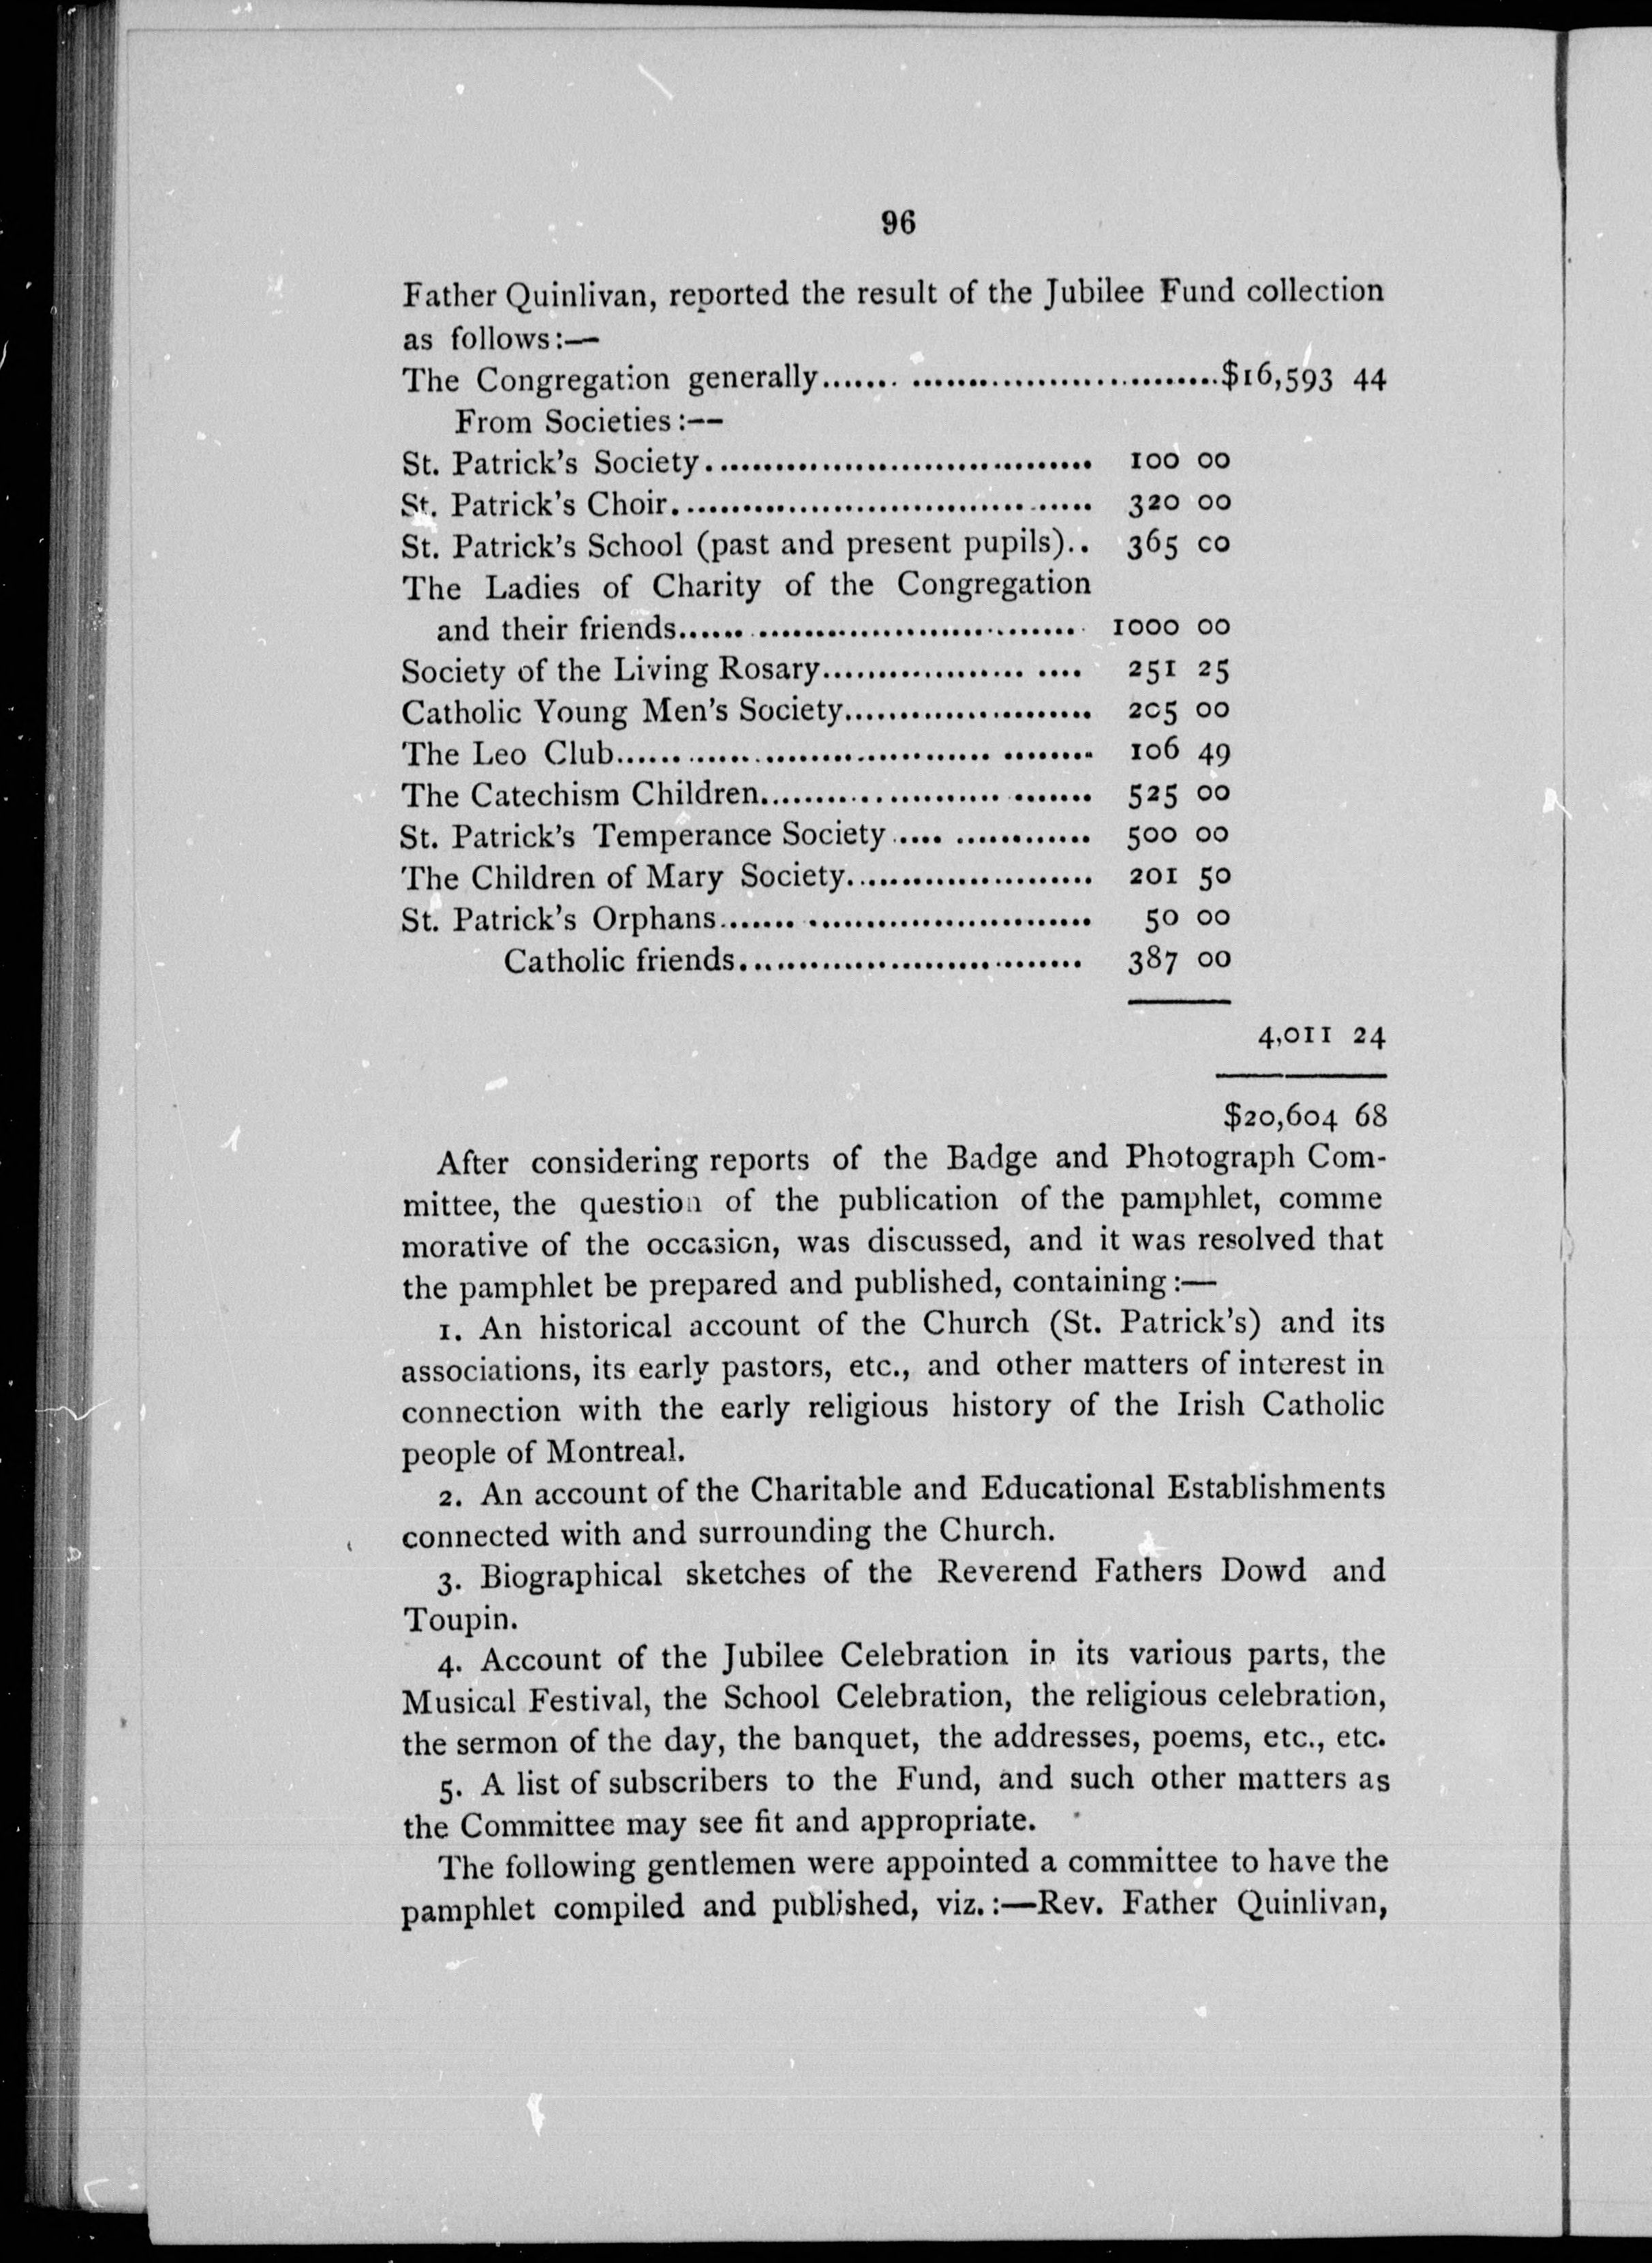 96
Father Quinlivan, reported the result of the Jubilee Fund collection
as follows:—
The Congregation generally....... .................................$16,593 44
From Societies:—
St. Patrick's Society................................... 100 00
St. Patrick's Choir..................................... 320 00
St. Patrick's School (past and present pupils).. 365 00
The Ladies of Charity of the Congregation
and their friends.................................... 1000 00
Society of the Living Rosary.................. .... 251 25
Catholic Young Men's Society...................... 205 00
The Leo Club................................. ........ 106 49
The Catechism Children..................... ....... 525 00
St. Patrick's Temperance Society..... ............ 500 00
The Children of Mary Society...................... 201 50
St. Patrick's Orphans....... ......................... 50 00
Catholic friends............................... 387 00
4,011 24
$20,604 68
After considering reports of the Badge and Photograph Com-
mittee, the question of the publication of the pamphlet, comme
morative of the occasion, was discussed, and it was resolved that
the pamphlet be prepared and published, containing:—
1. An historical account of the Church (St. Patrick's) and its
associations, its early pastors, etc., and other matters of interest in
connection with the early religious history of the Irish Catholic
people of Montreal.
2. An account of the Charitable and Educational Establishments
connected with and surrounding the Church.
3. Biographical sketches of the Reverend Fathers Dowd and
Toupin.
4. Account of the Jubilee Celebration in its various parts, the
Musical Festival, the School Celebration, the religious celebration,
the sermon of the day, the banquet, the addresses, poems, etc., etc.
5. A list of subscribers to the Fund, and such other matters as
the Committee may see fit and appropriate.
The following gentlemen were appointed a committee to have the
pamphlet compiled and published, viz.:—Rev. Father Quinlivan,